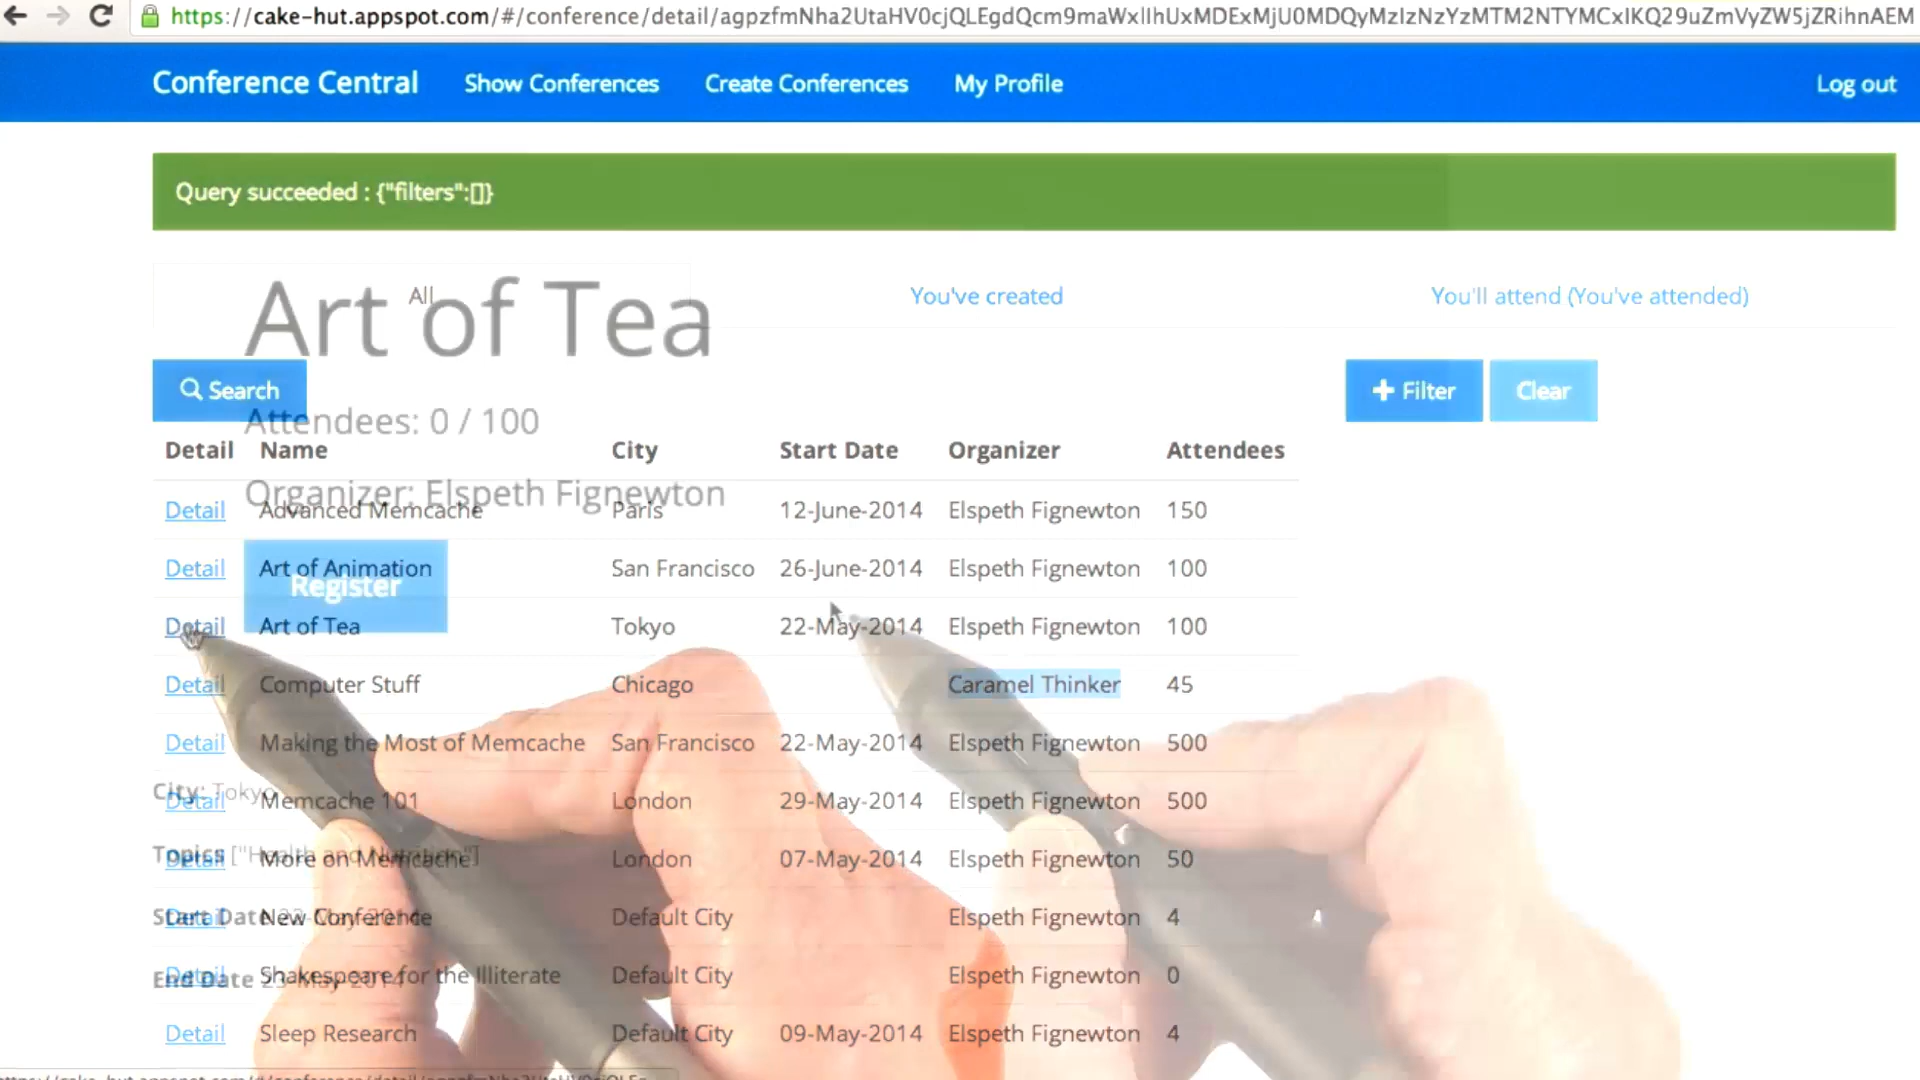 https://cake-hut.appspot.com/#/conference/detail/
Conference Central Show Conferences Create Conferences My Profile Log out
Query succeeded : {"filters":[]}
All You've created You'll attend (You've attended)
Art of Tea
Search + Filter Clear
Attendees: 0 / 100
Detail Name City Start Date Organizer Attendees
Organizer: Elspeth Fignewton
Detail Advanced Memcache Paris 12-June-2014 Elspeth Fignewton 150
Detail Art of Animation San Francisco 26-June-2014 Elspeth Fignewton 100
Register
Detail Art of Tea Tokyo 22-May-2014 Elspeth Fignewton 100
Detail Computer Stuff Chicago Caramel Thinker 45
Detail Making the Most of Memcache San Francisco 22-May-2014 Elspeth Fignewton 500
City: Tokyo
Detail Memcache 101 London 29-May-2014 Elspeth Fignewton 500
Topics ["Health and Nutrition"]
Detail More on Memcache London 07-May-2014 Elspeth Fignewton 50
Start Date
Detail New Conference Default City Elspeth Fignewton 4
Detail Shakespeare for the Illiterate Default City Elspeth Fignewton 0
End Date
Detail Sleep Research Default City 09-May-2014 Elspeth Fignewton 4